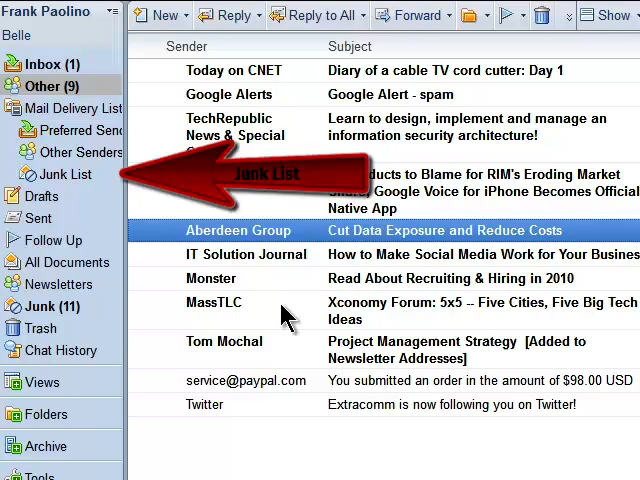 Frank Paolino
Belle
Inbox (1)
Other (9)
Mail Delivery List
Preferred Send
Other Senders
Junk List
Drafts
Sent
Follow Up
All Documents
Newsletters
Junk (11)
Trash
Chat History
Views
Folders
Archive
Tools
New Reply Reply to All Forward Show
Sender Subject
Today on CNET Diary of a cable TV cord cutter: Day 1
Google Alerts Google Alert - spam
TechRepublic Learn to design, implement and manage an
News & Special information security architecture!
Junk List
ducts to Blame for RIM's Eroding Market
Share, Google Voice for iPhone Becomes Official
Native App
Aberdeen Group Cut Data Exposure and Reduce Costs
IT Solution Journal How to Make Social Media Work for Your Business
Monster Read About Recruiting & Hiring in 2010
MassTLC Xconomy Forum: 5x5 -- Five Cities, Five Big Tech
Ideas
Tom Mochal Project Management Strategy [Added to
Newsletter Addresses]
service@paypal.com You submitted an order in the amount of $98.00 USD
Twitter Extracomm is now following you on Twitter!